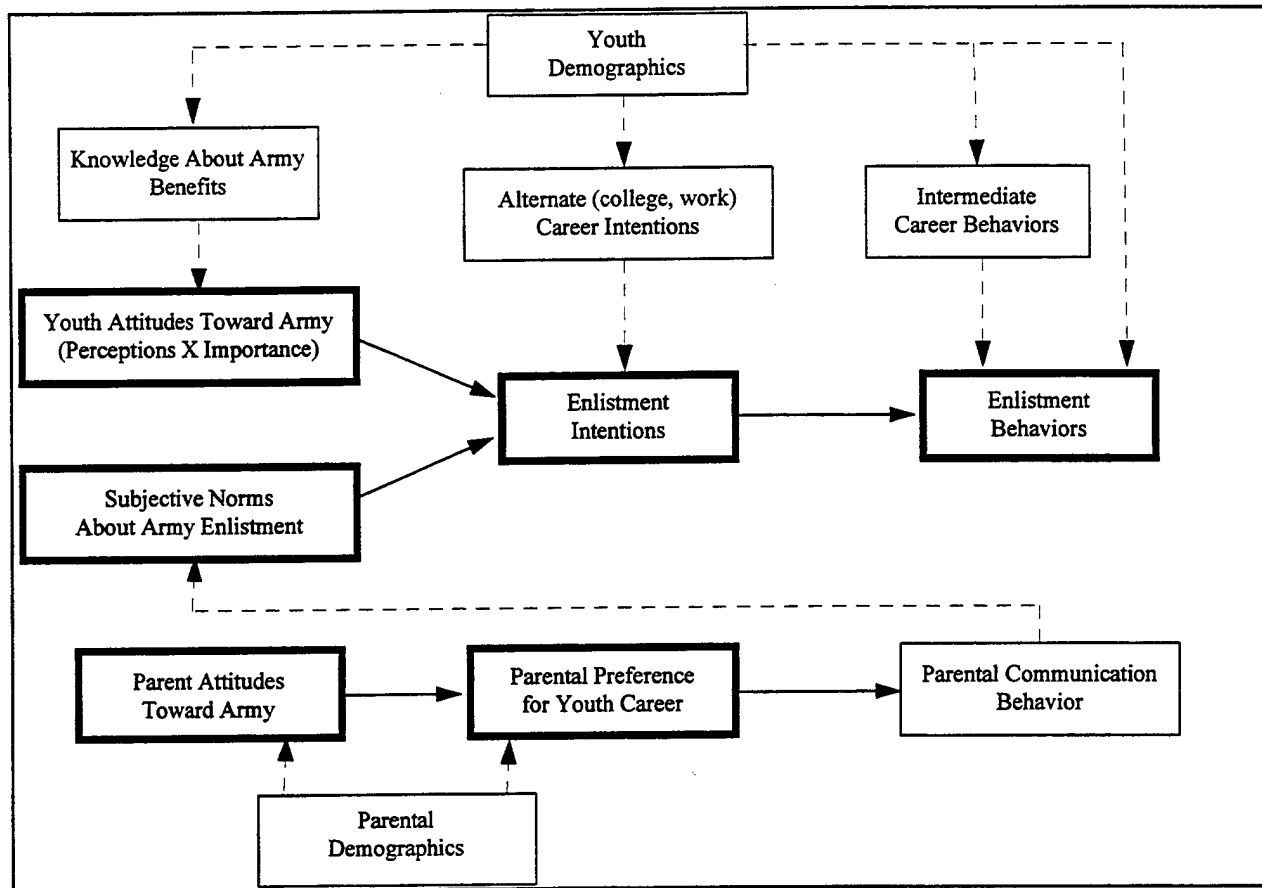 Youth
Demographics
Knowledge About Army
Benefits
Alternate (college, work)
Career Intentions
Intermediate
Career Behaviors
Youth Attitudes Toward Army
(Perceptions X Importance)
Enlistment
Intentions
Enlistment
Behaviors
Subjective Norms
About Army Enlistment
Parent Attitudes
Toward Army
Parental Preference
for Youth Career
Parental Communication
Behavior
Parental
Demographics